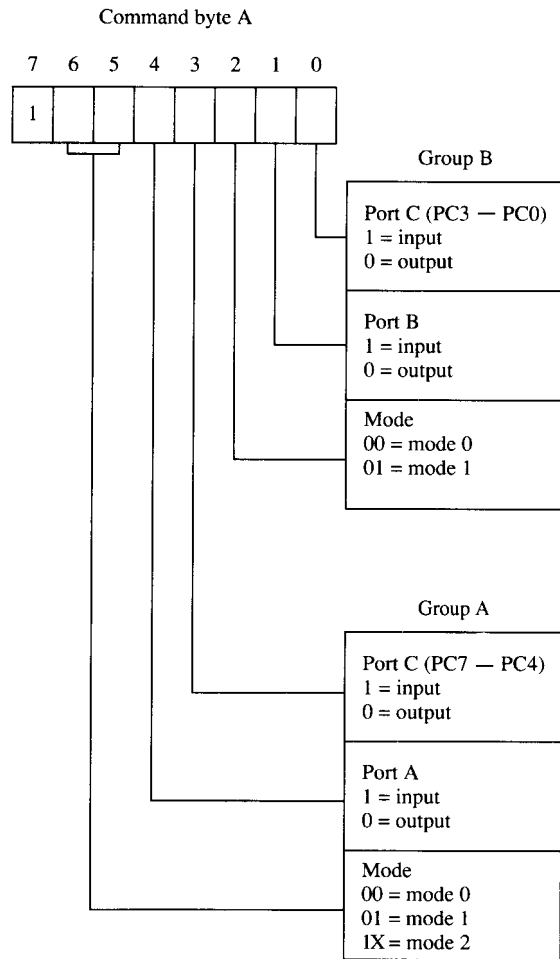 Command byte A
7 6 5 4 3 2 1 0
1
Group B
Port C (PC3 — PC0)
1 = input
0 = output
Port B
1 = input
0 = output
Mode
00 = mode 0
01 = mode 1
Group A
Port C (PC7 — PC4)
1 = input
0 = output
Port A
1 = input
0 = output
Mode
00 = mode 0
01 = mode 1
1X = mode 2